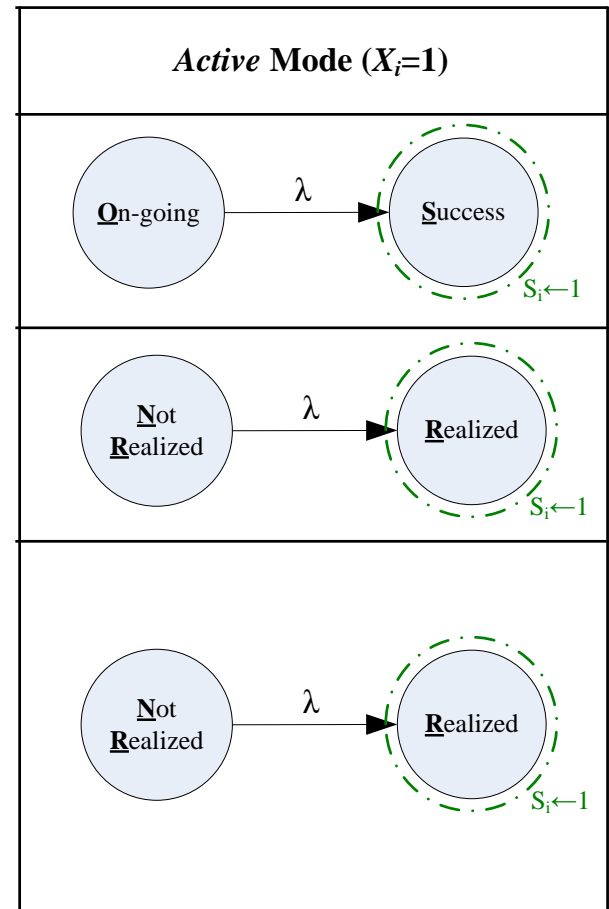 Active Mode (Xi=1)
λ
On-going
Success
Si←1
λ
Not
Realized
Realized
Si←1
λ
Not
Realized
Realized
Si←1